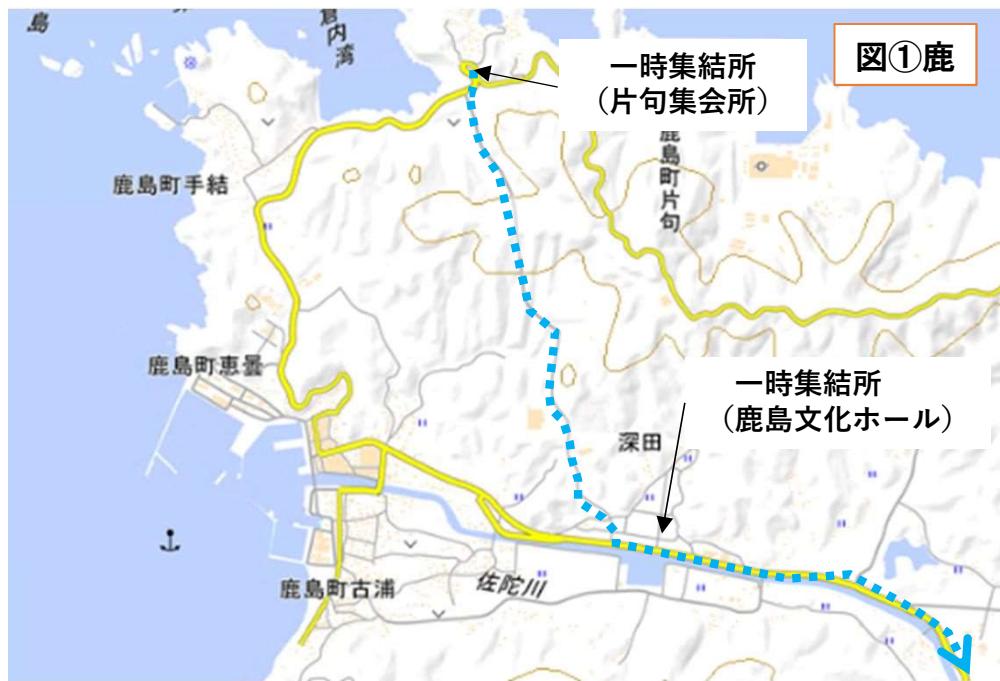 倉内湾
図①鹿
一時集結所
（片句集会所）
鹿島町手結
鹿島町片句
鹿島町恵曇
一時集結所
（鹿島文化ホール）
深田
佐陀川
鹿島町古浦